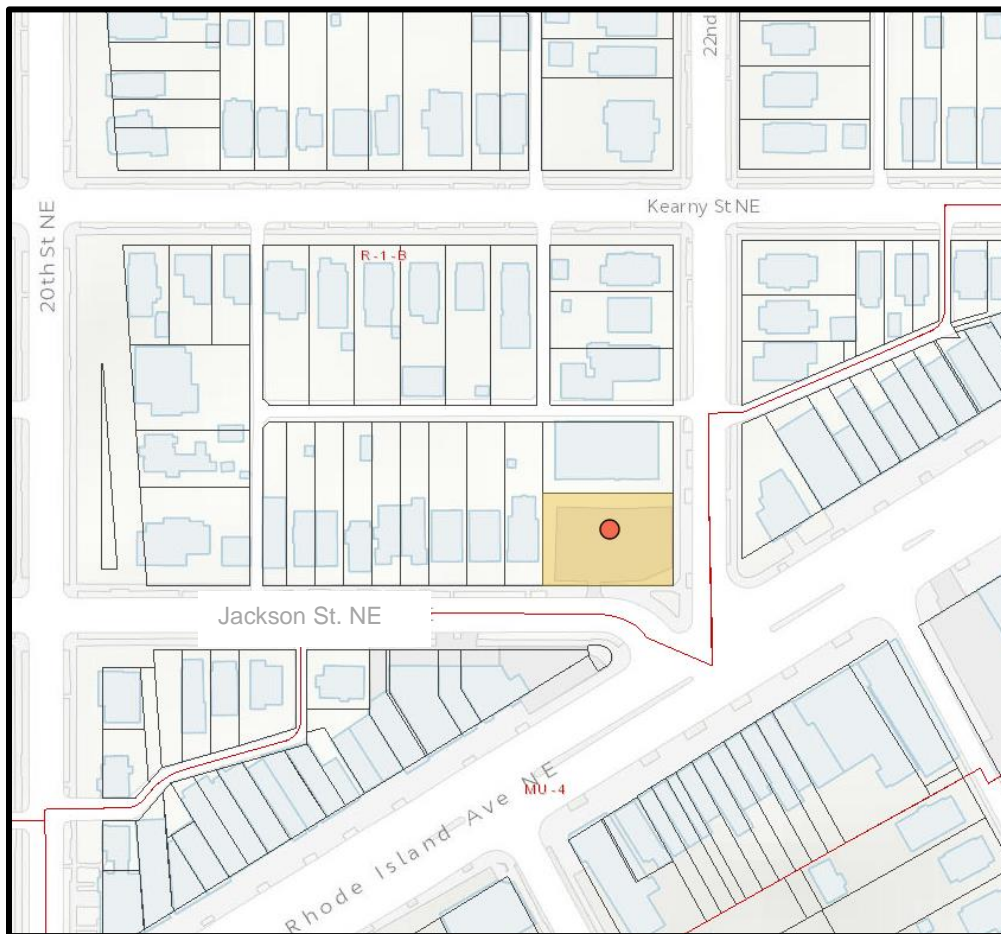 22nd
Kearny St NE
20th St NE
R-1-B
Jackson St. NE
MU-4
Rhode Island Ave NE